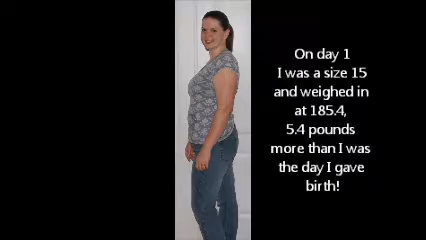 On day 1
I was a size 15
and weighed in
at 185.4,
5.4 pounds
more than I was
the day I gave
birth!